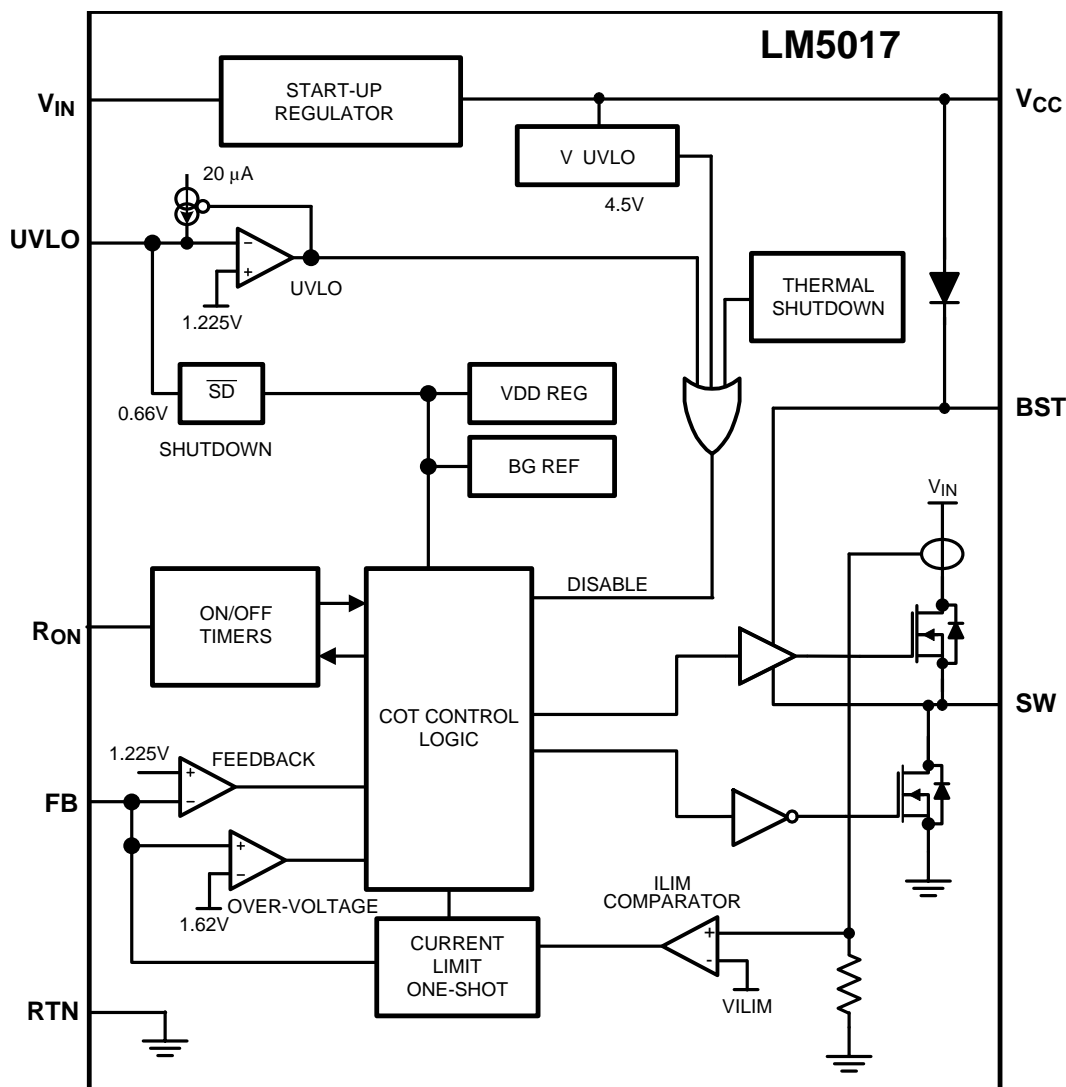 LM5017
START-UP
REGULATOR
VIN
VCC
V UVLO
4.5V
20 µA
UVLO
UVLO
1.225V
THERMAL
SHUTDOWN
SD
0.66V
SHUTDOWN
VDD REG
BG REF
BST
VIN
DISABLE
ON/OFF
TIMERS
RON
COT CONTROL
LOGIC
SW
1.225V
FEEDBACK
FB
+
-
+
-
+
-
+
-
1.62V
OVER-VOLTAGE
ILIM
COMPARATOR
CURRENT
LIMIT
ONE-SHOT
VILIM
RTN